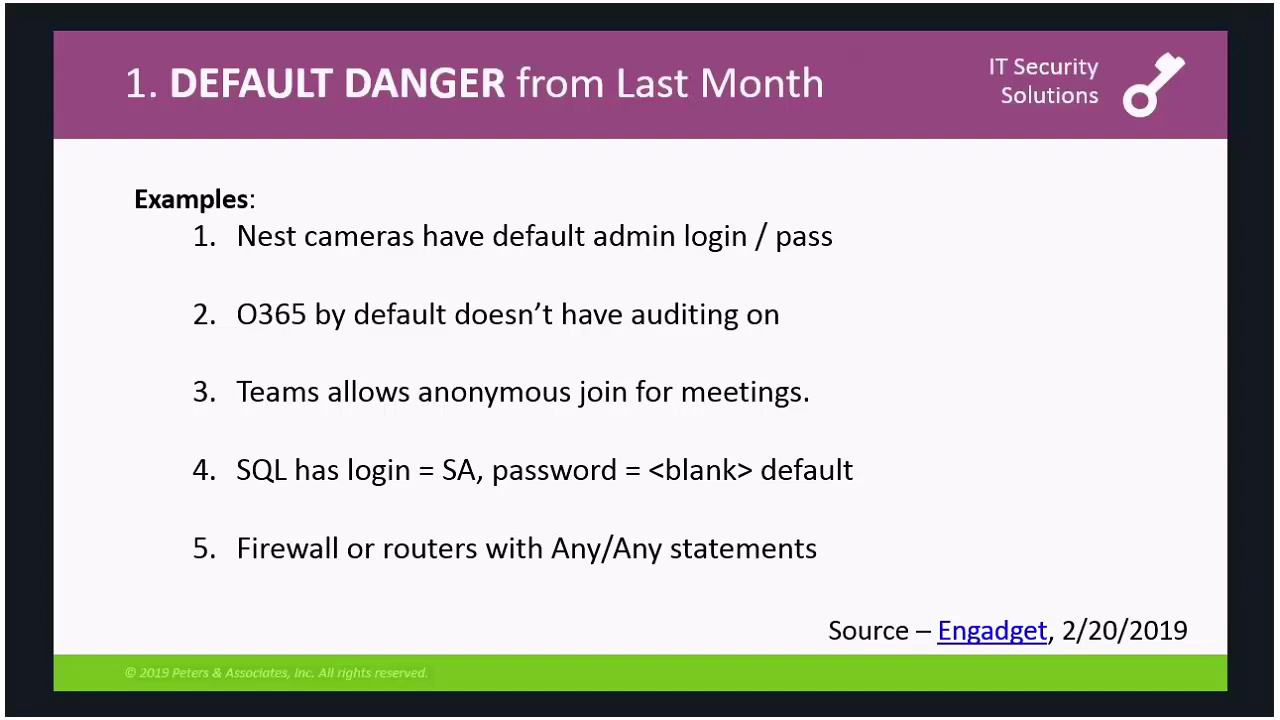 1. DEFAULT DANGER from Last Month
IT Security
Solutions
Examples:
1. Nest cameras have default admin login / pass
2. O365 by default doesn’t have auditing on
3. Teams allows anonymous join for meetings.
4. SQL has login = SA, password = <blank> default
5. Firewall or routers with Any/Any statements
Source – Engadget, 2/20/2019
© 2019 Peters & Associates, Inc. All rights reserved.